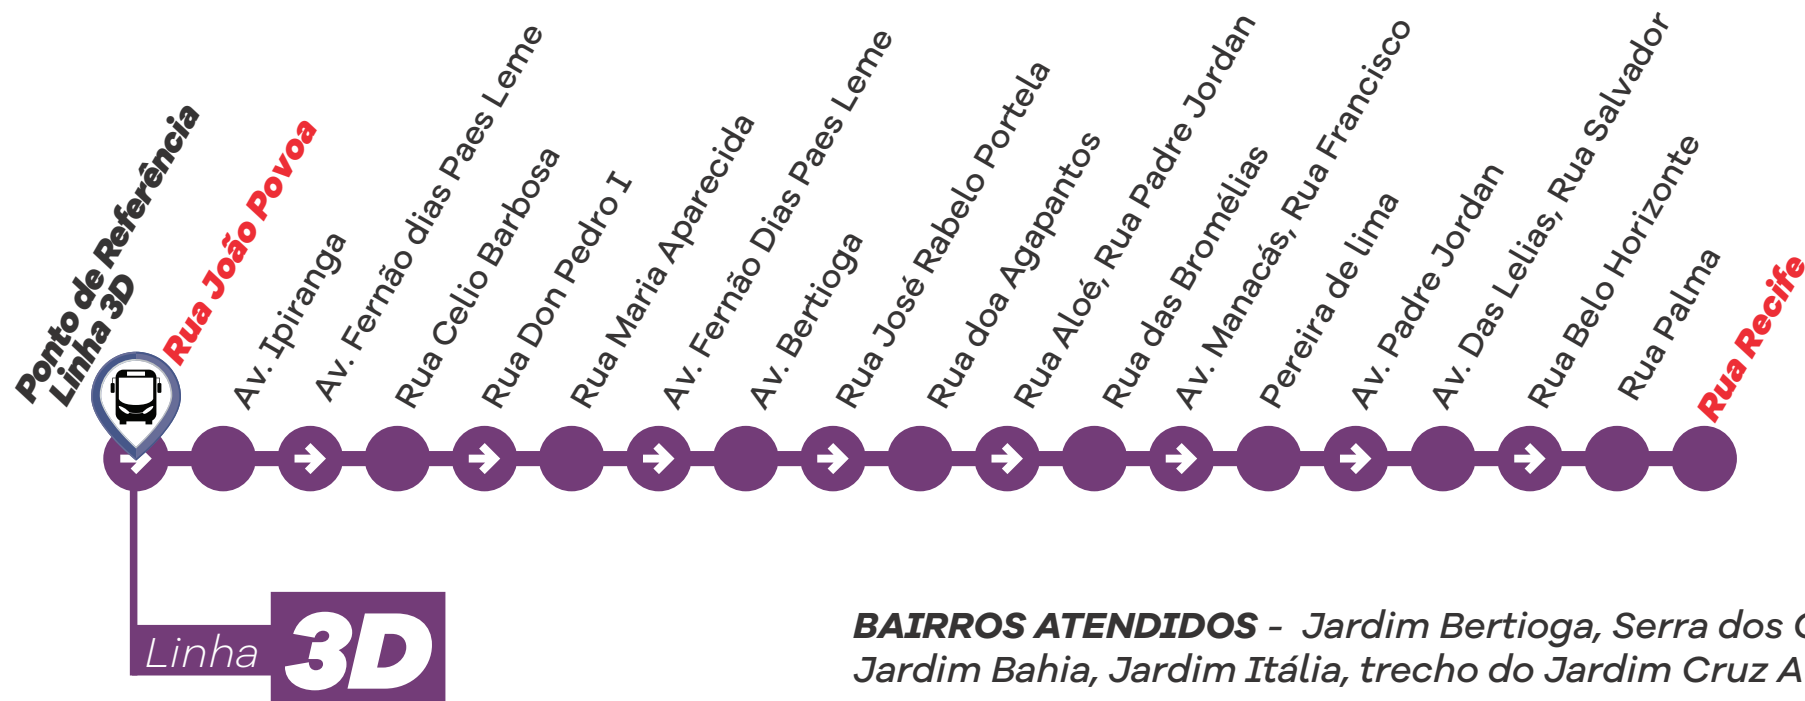 Ponto de Referência
Linha 3D
Rua João Povoa
Av. Ipiranga
Av. Fernão dias Paes Leme
Rua Celio Barbosa
Rua Don Pedro I
Rua Maria Aparecida
Av. Fernão Dias Paes Leme
Av. Bertioga
Rua José Rabelo Portela
Rua doa Agapantos
Rua Aloé, Rua Padre Jordan
Rua das Bromélias
Av. Manacás, Rua Francisco
Pereira de lima
Av. Padre Jordan
Av. Das Lelias, Rua Salvador
Rua Belo Horizonte
Rua Palma
Rua Recife
Linha 3D
BAIRROS ATENDIDOS - Jardim Bertioga, Serra dos
Jardim Bahia, Jardim Itália, trecho do Jardim Cruz